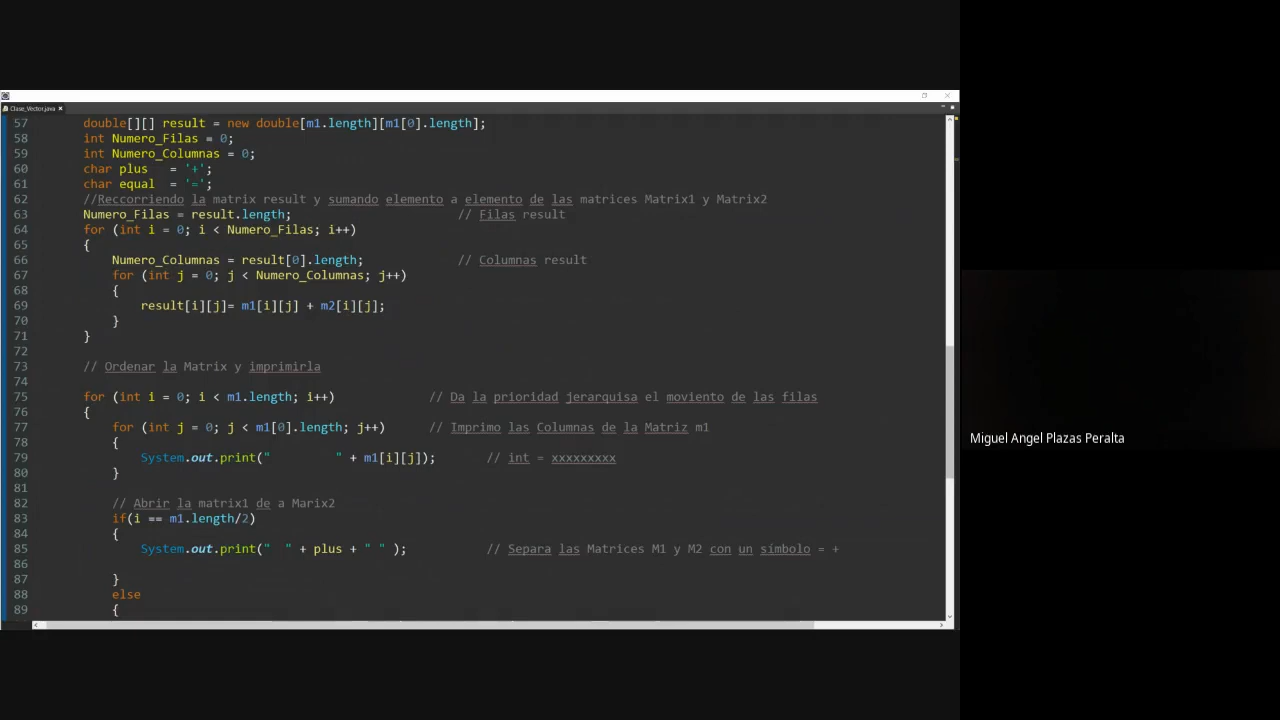 Clase_Vector.java
57 double[][] result = new double[m1.length][m1[0].length];
58 int Numero_Filas = 0;
59 int Numero_Columnas = 0;
60 char plus = '+';
61 char equal = '=';
62 //Reccorriendo la matrix result y sumando elemento a elemento de las matrices Matrix1 y Matrix2
63 Numero_Filas = result.length; // Filas result
64 for (int i = 0; i < Numero_Filas; i++)
65 {
66 Numero_Columnas = result[0].length; // Columnas result
67 for (int j = 0; j < Numero_Columnas; j++)
68 {
69 result[i][j]= m1[i][j] + m2[i][j];
70 }
71 }
72
73 // Ordenar la Matrix y imprimirla
74
75 for (int i = 0; i < m1.length; i++) // Da la prioridad jerarquisa el moviento de las filas
76 {
77 for (int j = 0; j < m1[0].length; j++) // Imprimo las Columnas de la Matriz m1
78 {
79 System.out.print("         " + m1[i][j]); // int = xxxxxxxxx
80 }
81
82 // Abrir la matrix1 de a Marix2
83 if(i == m1.length/2)
84 {
85 System.out.print("  " + plus + " " ); // Separa las Matrices M1 y M2 con un símbolo = +
86
87 }
88 else
89 {
Miguel Angel Plazas Peralta